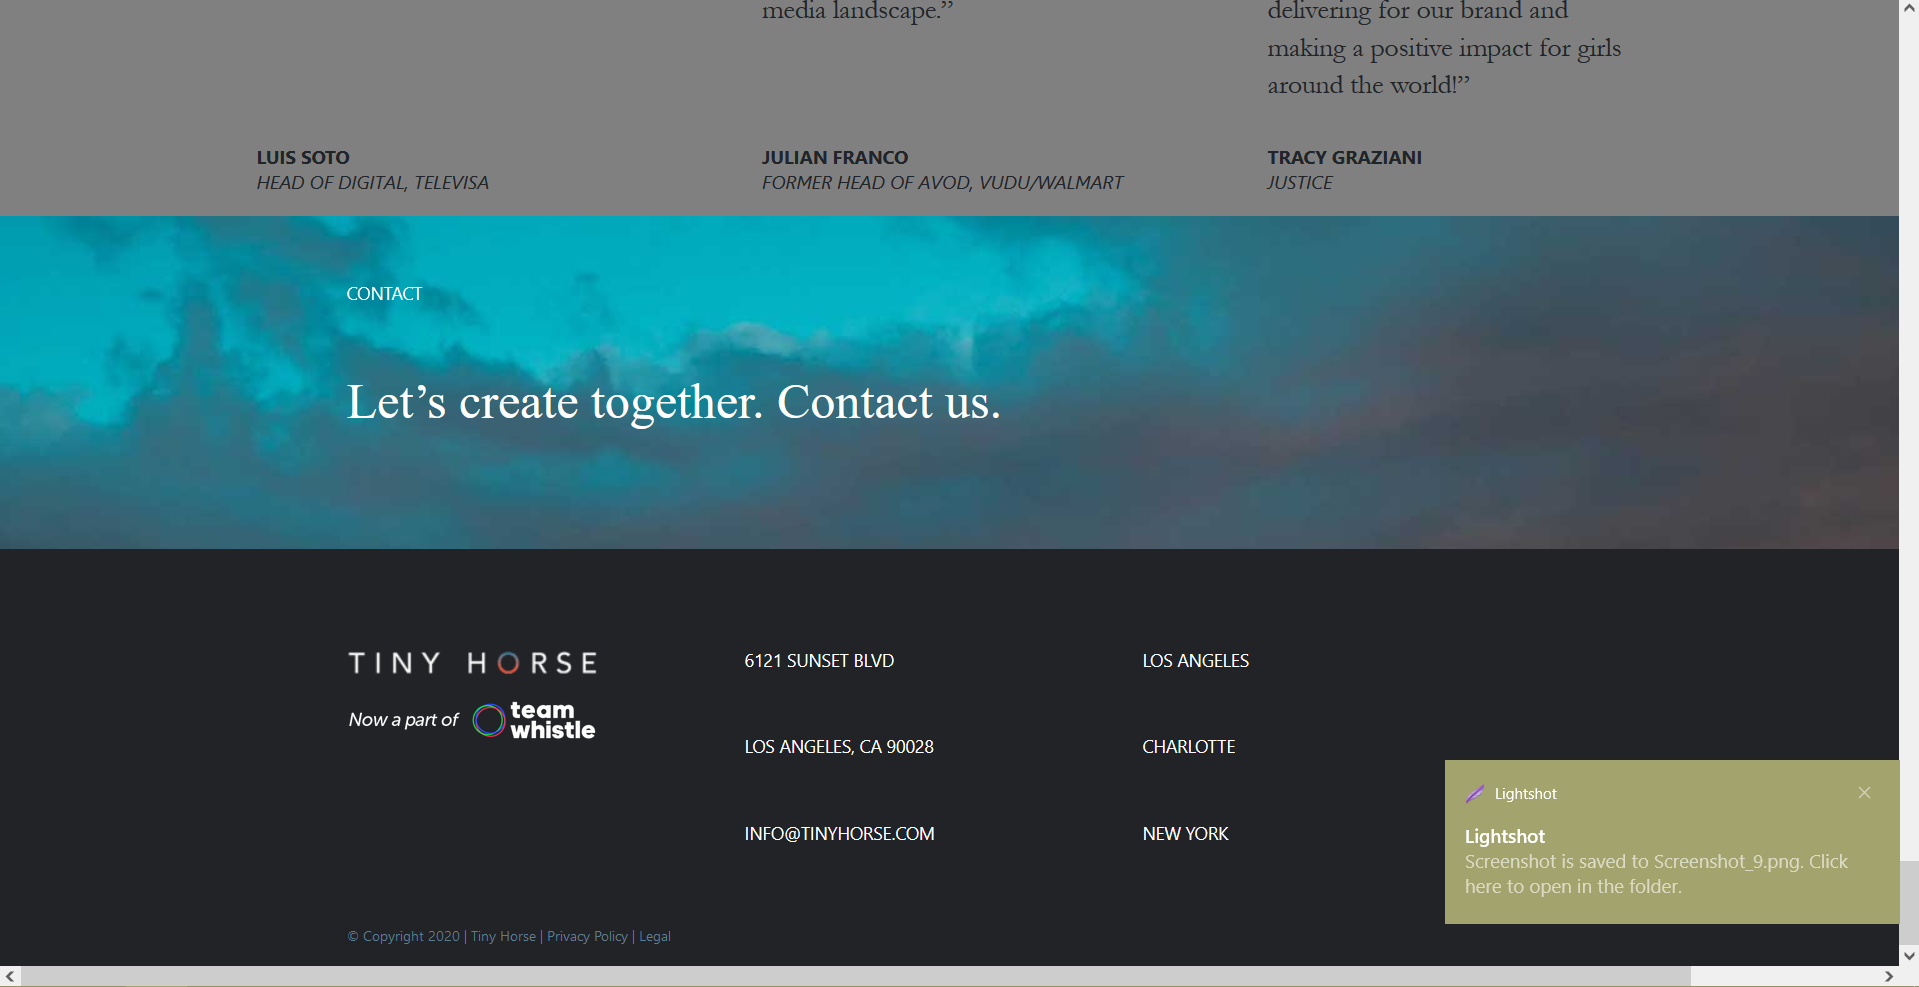 media landscape.”
delivering for our brand and
making a positive impact for girls
around the world!”
LUIS SOTO
HEAD OF DIGITAL, TELEVISA
JULIAN FRANCO
FORMER HEAD OF AVOD, VUDU/WALMART
TRACY GRAZIANI
JUSTICE
CONTACT
Let’s create together. Contact us.
TINY HORSE
Now a part of team whistle
6121 SUNSET BLVD
LOS ANGELES, CA 90028
INFO@TINYHORSE.COM
LOS ANGELES
CHARLOTTE
NEW YORK
© Copyright 2020 | Tiny Horse | Privacy Policy | Legal
Lightshot
Lightshot
Screenshot is saved to Screenshot_9.png. Click
here to open in the folder.